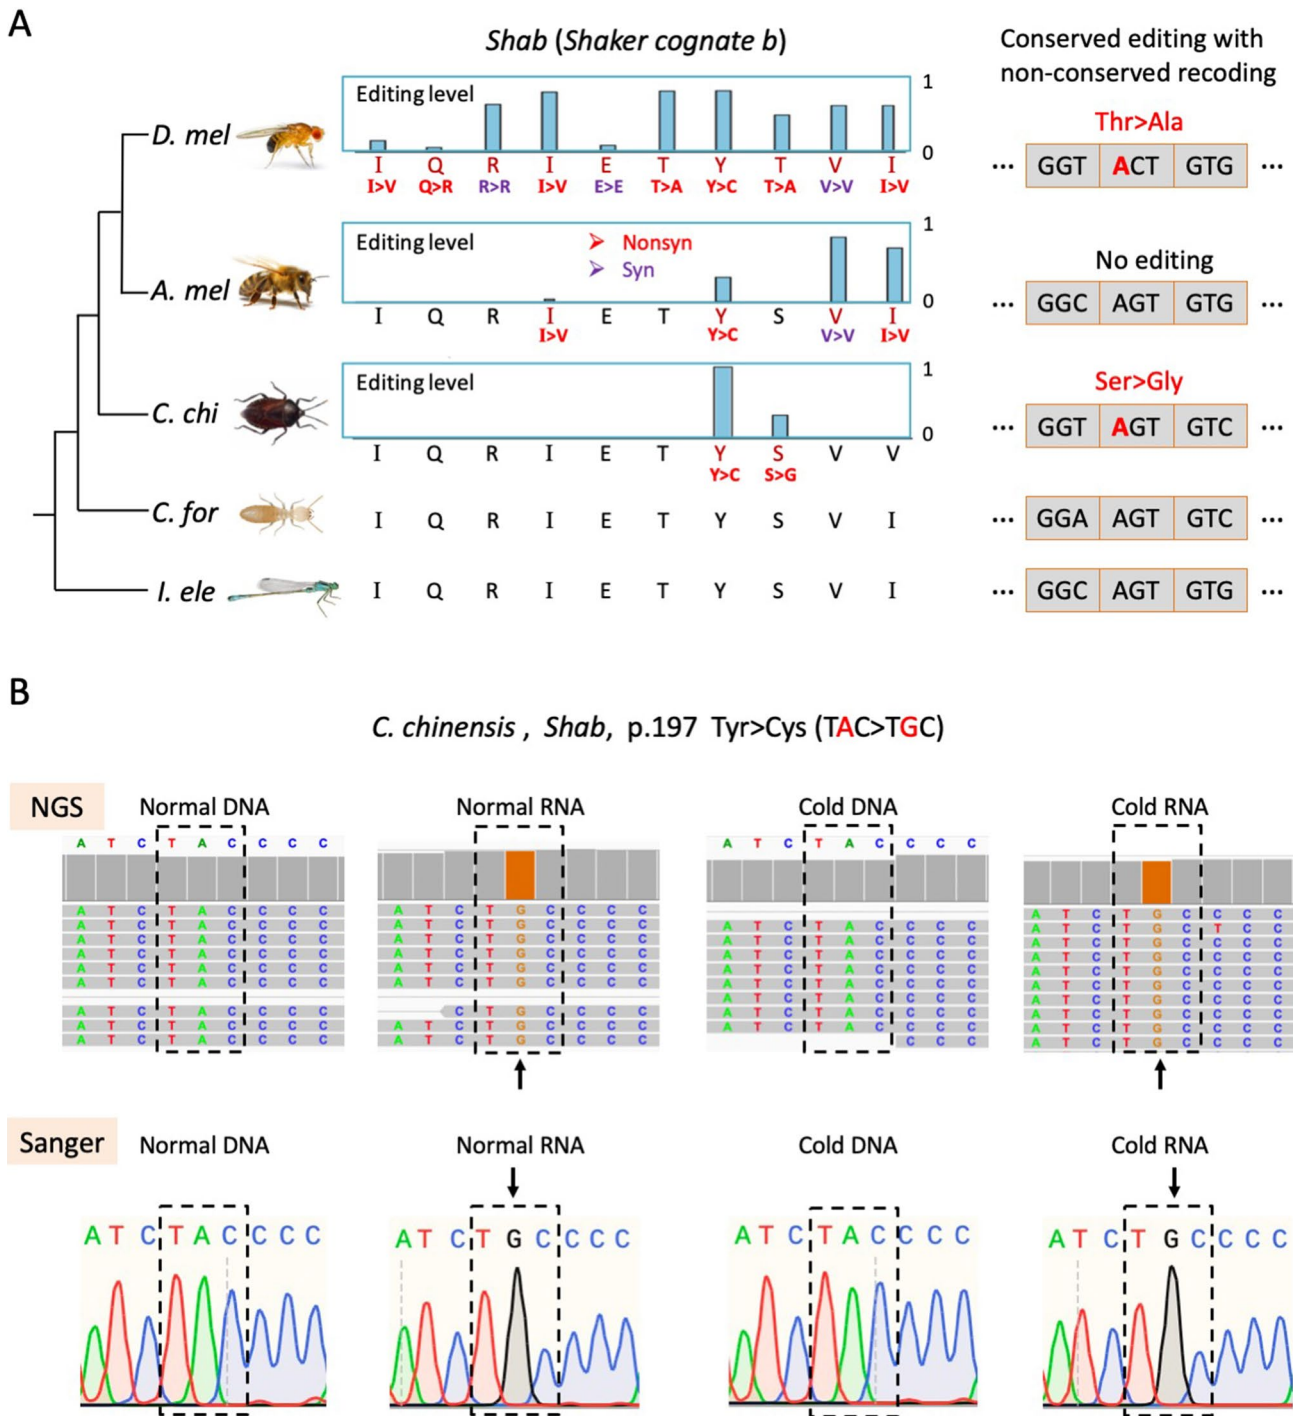 A
Shab (Shaker cognate b)
Conserved editing with
non-conserved recoding
D. mel
Editing level
1
0
I Q R I E T Y T V I
I>V Q>R R>R I>V E>E T>A Y>C T>A V>V I>V
Thr>Ala
... GGT ACT GTG ...
A. mel
Editing level
➤ Nonsyn
➤ Syn
1
0
I Q R I E T Y S V I
I>V Y>C V>V I>V
No editing
... GGC AGT GTG ...
C. chi
Editing level
1
0
I Q R I E T Y S V V
Y>C S>G
Ser>Gly
... GGT AGT GTC ...
C. for
I Q R I E T Y S V I
... GGA AGT GTC ...
I. ele
I Q R I E T Y S V I
... GGC AGT GTG ...
B
C. chinensis , Shab, p.197 Tyr>Cys (TAC>TGC)
NGS
Normal DNA
A T C T A C C C C
A T C T A C C C C
A T C T A C C C C
A T C T A C C C C
A T C T A C C C C
A T C T A C C C C
A T C T A C C C C
A T C T A C C C C
A T C T A C C C C
A T C T A C C C C
Normal RNA
A T C T G C C C C
A T C T G C C C C
A T C T G C C C C
A T C T G C C C C
A T C T G C C C C
A T C T G C C C C
C T G C C C C
A T C T G C C C C
A T C T G C C C C
Cold DNA
A T C T A C C C C
A T C T A C C C C
A T C T A C C C C
A T C T A C C C C
A T C T A C C C C
A T C T A C C C C
A T C T A C C C C
A T C T A C C C C
A T C T A C C C C
C C C
Cold RNA
A T C T G C C C C
A T C T G C T C C
A T C T G C C C C
A T C T G C C C C
A T C T G C C C C
A T C T G C C C C
A T C T G C C C C
A T C T G C C C C
A T C T G C C C C
A T C T G C C C C
Sanger
Normal DNA
A T C T A C C C C
Normal RNA
A T C T G C C C C
Cold DNA
A T C T A C C C C
Cold RNA
A T C T G C C C C